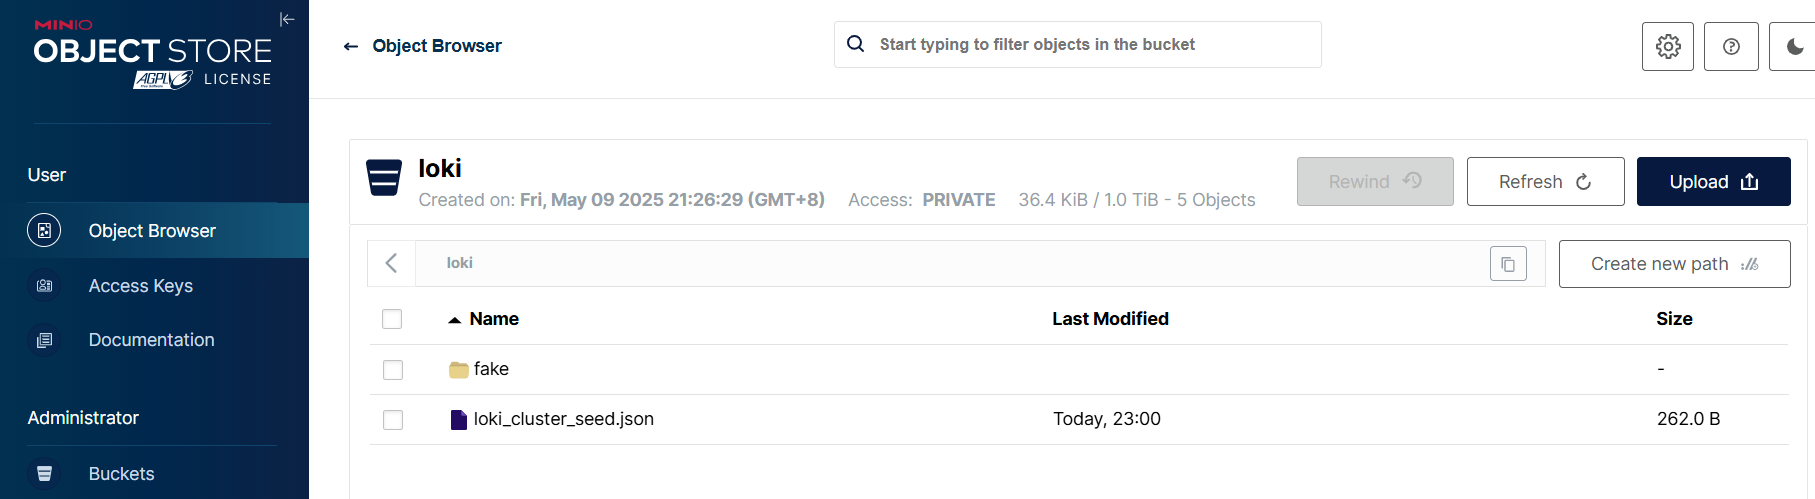 MINIO
OBJECT STORE
AGPL
LICENSE
Object Browser
Start typing to filter objects in the bucket
User
Object Browser
Access Keys
Documentation
Administrator
Buckets
loki
Created on: Fri, May 09 2025 21:26:29 (GMT+8) Access: PRIVATE 36.4 KiB / 1.0 TiB - 5 Objects
Rewind
Refresh
Upload
loki
Create new path
Name Last Modified Size
fake -
loki_cluster_seed.json Today, 23:00 262.0 B